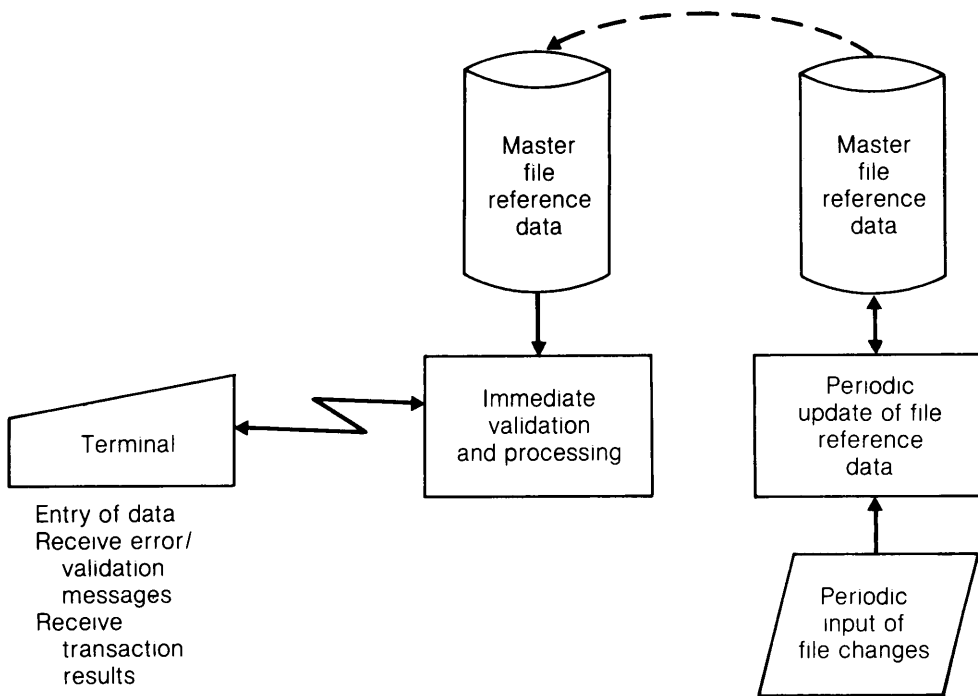 Master
file
reference
data
Master
file
reference
data
Terminal
Immediate
validation
and processing
Periodic
update of file
reference
data
Entry of data
Receive error/
validation
messages
Receive
transaction
results
Periodic
input of
file changes